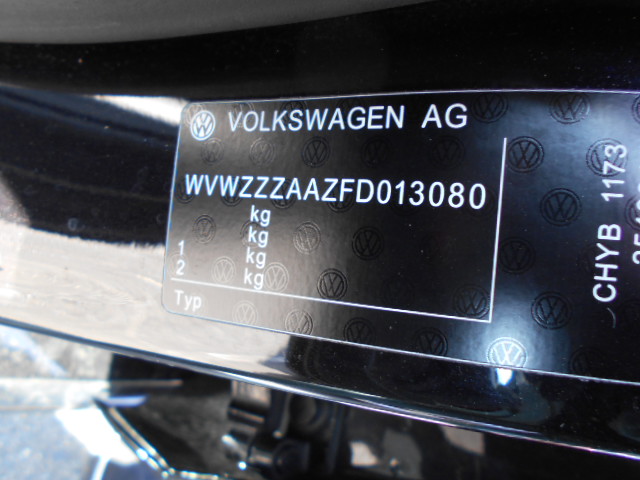 VOLKSWAGEN AG
WVWZZZAAZFD013080
kg
kg
1 kg
2 kg
Typ
CHYB 1173